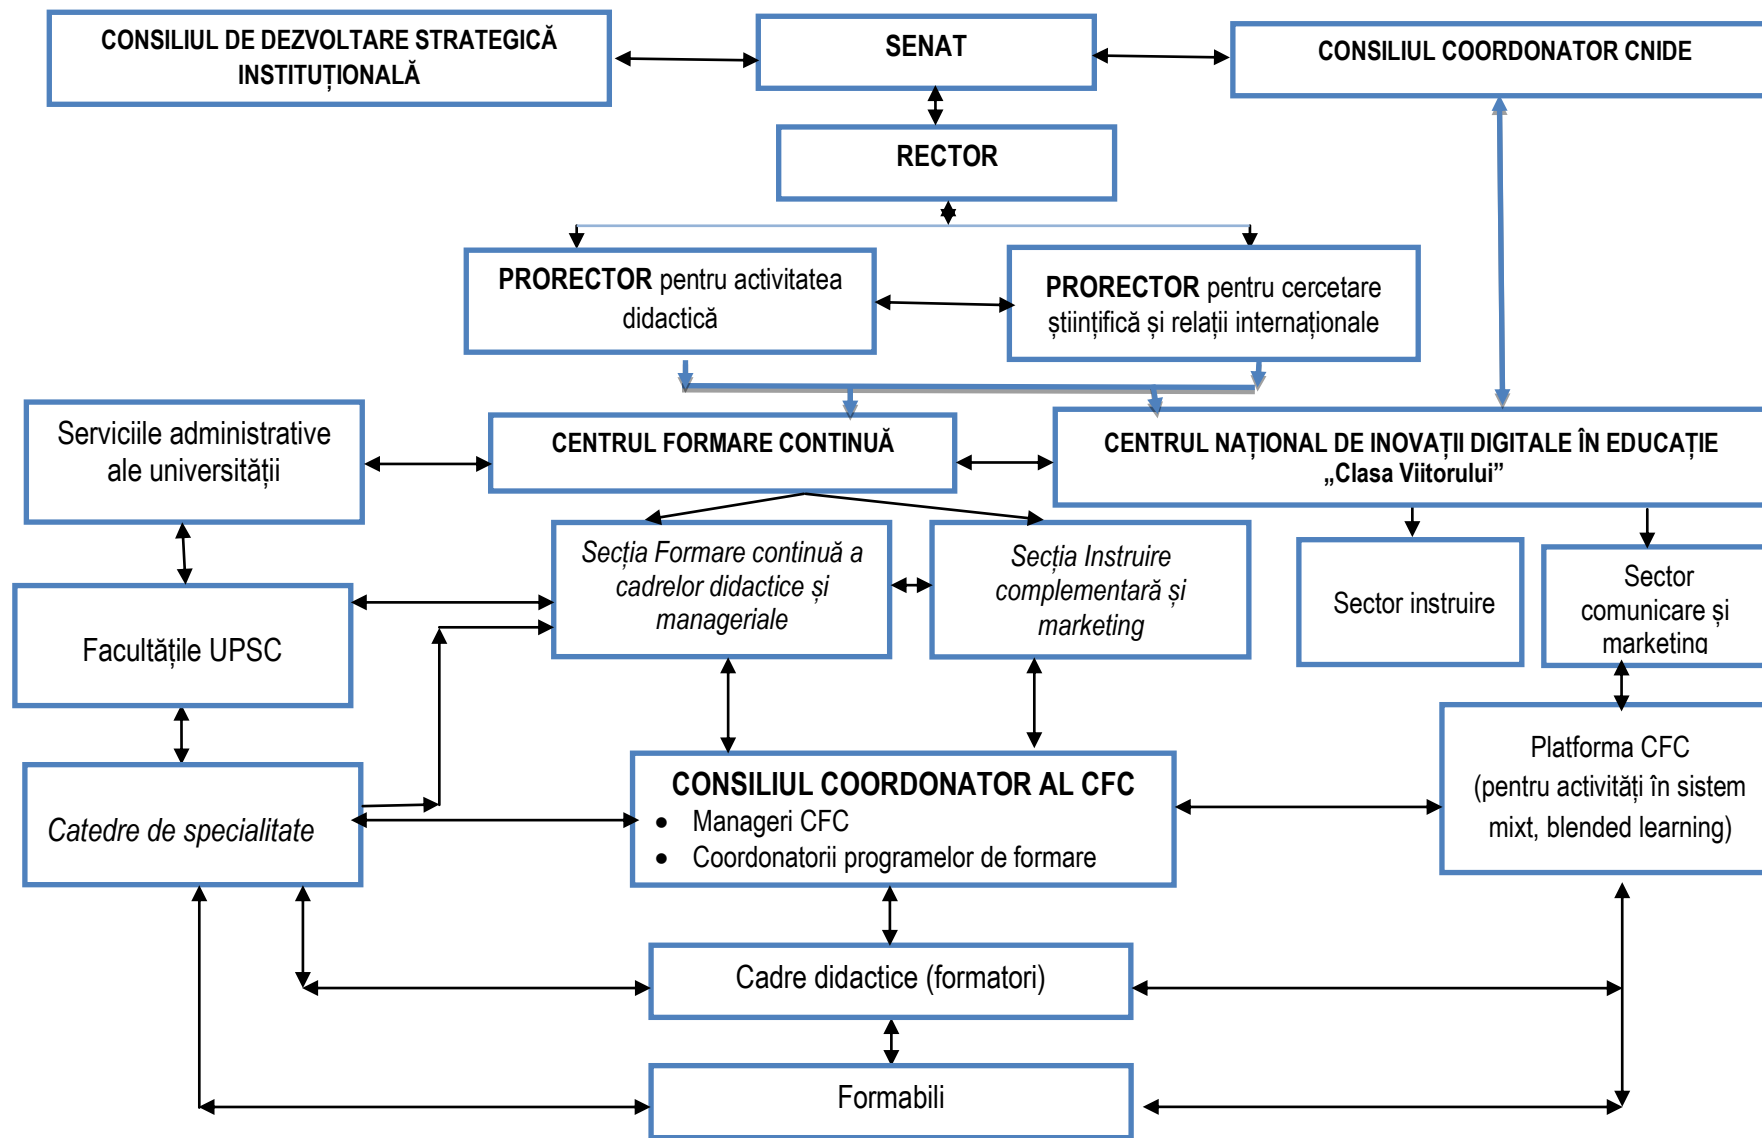 CONSILIUL DE DEZVOLTARE STRATEGICĂ
INSTITUȚIONALĂ
SENAT
CONSILIUL COORDONATOR CNIDE
RECTOR
PRORECTOR pentru activitatea
didactică
PRORECTOR pentru cercetare
științifică și relații internaționale
Serviciile administrative
ale universității
CENTRUL FORMARE CONTINUĂ
CENTRUL NAȚIONAL DE INOVAȚII DIGITALE ÎN EDUCAȚIE
„Clasa Viitorului”
Secția Formare continuă a
cadrelor didactice și
manageriale
Secția Instruire
complementară și
marketing
Sector instruire
Sector
comunicare și
marketing
Facultățile UPSC
Catedre de specialitate
CONSILIUL COORDONATOR AL CFC
• Manageri CFC
• Coordonatorii programelor de formare
Platforma CFC
(pentru activități în sistem
mixt, blended learning)
Cadre didactice (formatori)
Formabili